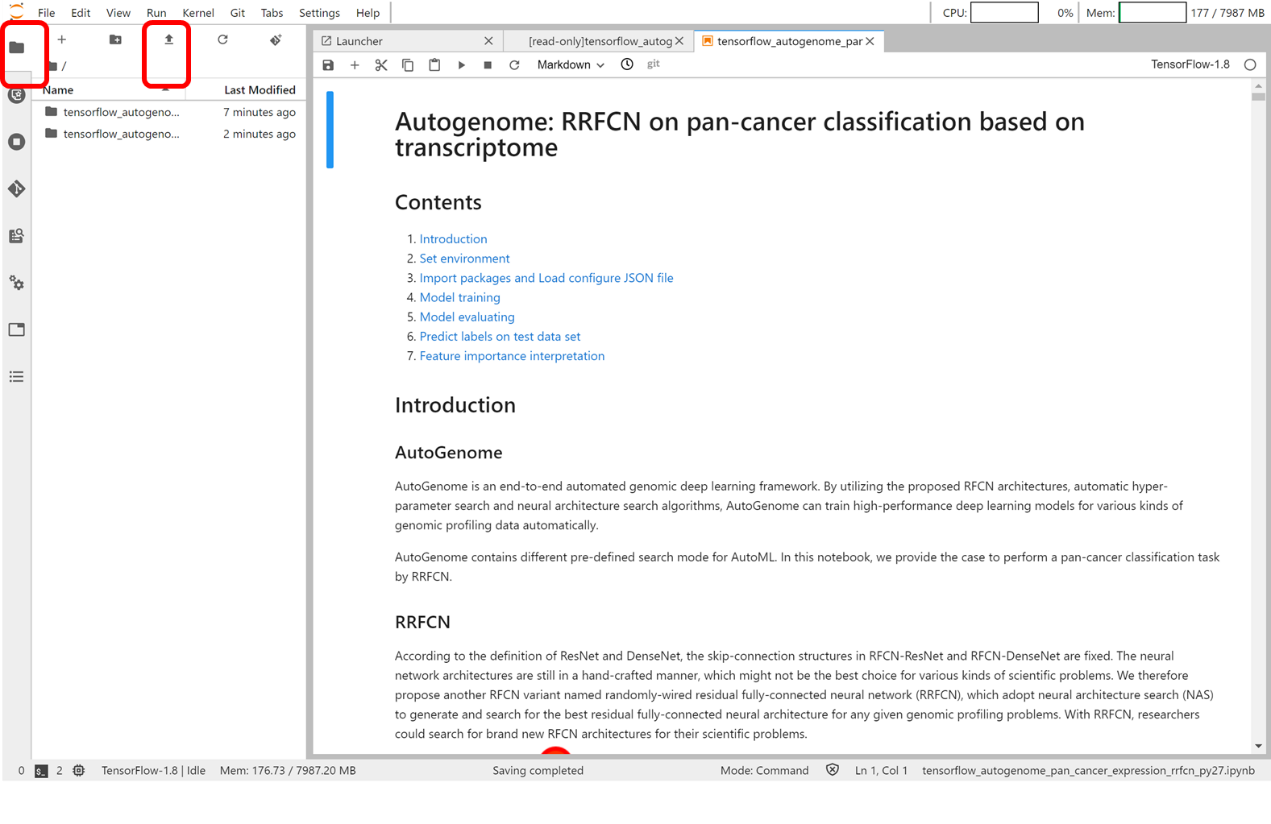 File Edit View Run Kernel Git Tabs Settings Help CPU: 0% Mem: 177 / 7987 MB
Launcher [read-only]tensorflow_autog tensorflow_autogenome_par
Markdown git TensorFlow-1.8
/
Name Last Modified
tensorflow_autogeno... 7 minutes ago
tensorflow_autogeno... 2 minutes ago
Autogenome: RRFCN on pan-cancer classification based on
transcriptome
Contents
1. Introduction
2. Set environment
3. Import packages and Load configure JSON file
4. Model training
5. Model evaluating
6. Predict labels on test data set
7. Feature importance interpretation
Introduction
AutoGenome
AutoGenome is an end-to-end automated genomic deep learning framework. By utilizing the proposed RFCN architectures, automatic hyper-
parameter search and neural architecture search algorithms, AutoGenome can train high-performance deep learning models for various kinds of
genomic profiling data automatically.
AutoGenome contains different pre-defined search mode for AutoML. In this notebook, we provide the case to perform a pan-cancer classification task
by RRFCN.
RRFCN
According to the definition of ResNet and DenseNet, the skip-connection structures in RFCN-ResNet and RFCN-DenseNet are fixed. The neural
network architectures are still in a hand-crafted manner, which might not be the best choice for various kinds of scientific problems. We therefore
propose another RFCN variant named randomly-wired residual fully-connected neural network (RRFCN), which adopt neural architecture search (NAS)
to generate and search for the best residual fully-connected neural architecture for any given genomic profiling problems. With RRFCN, researchers
could search for brand new RFCN architectures for their scientific problems.
0 $_ 2 TensorFlow-1.8 | Idle Mem: 176.73 / 7987.20 MB Saving completed Mode: Command Ln 1, Col 1 tensorflow_autogenome_pan_cancer_expression_rrfcn_py27.ipynb